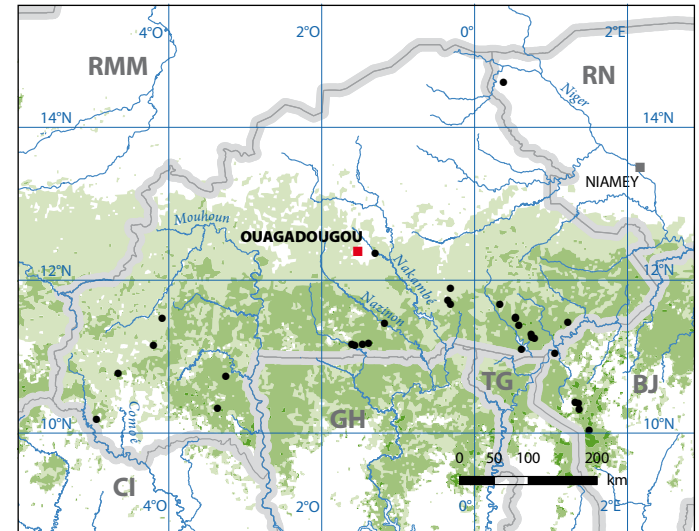 4°O
2°O
0°
2°E
RMM
RN
Niger
14°N
14°N
NIAMEY
Mouhoun
OUAGADOUGOU
Nakambé
12°N
12°N
Nazinon
TG
BJ
GH
Comoé
10°N
10°N
0 50 100 200
km
CI
4°O
2°O
0°
2°E